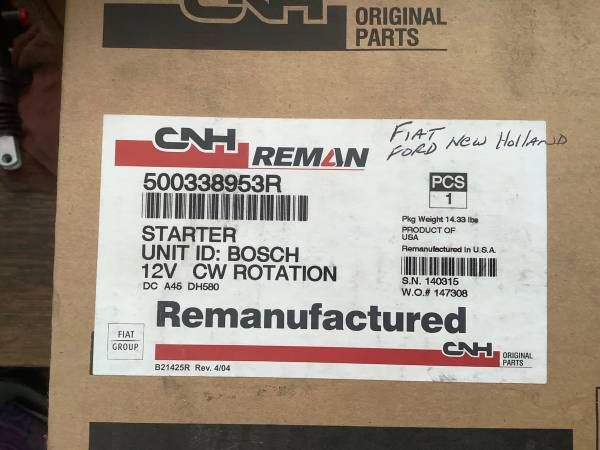 CNH ORIGINAL
PARTS
CNH REMAN
FIAT
FORD New Holland
500338953R
PCS
1
Pkg Weight 14.33 lbs
PRODUCT OF
USA
Remanufactured In U.S.A.
STARTER
UNIT ID: BOSCH
12V CW ROTATION
DC A45 DH580
S.N. 140315
W.O.# 147308
Remanufactured
FIAT
GROUP
CNH ORIGINAL
PARTS
B21425R Rev. 4/04